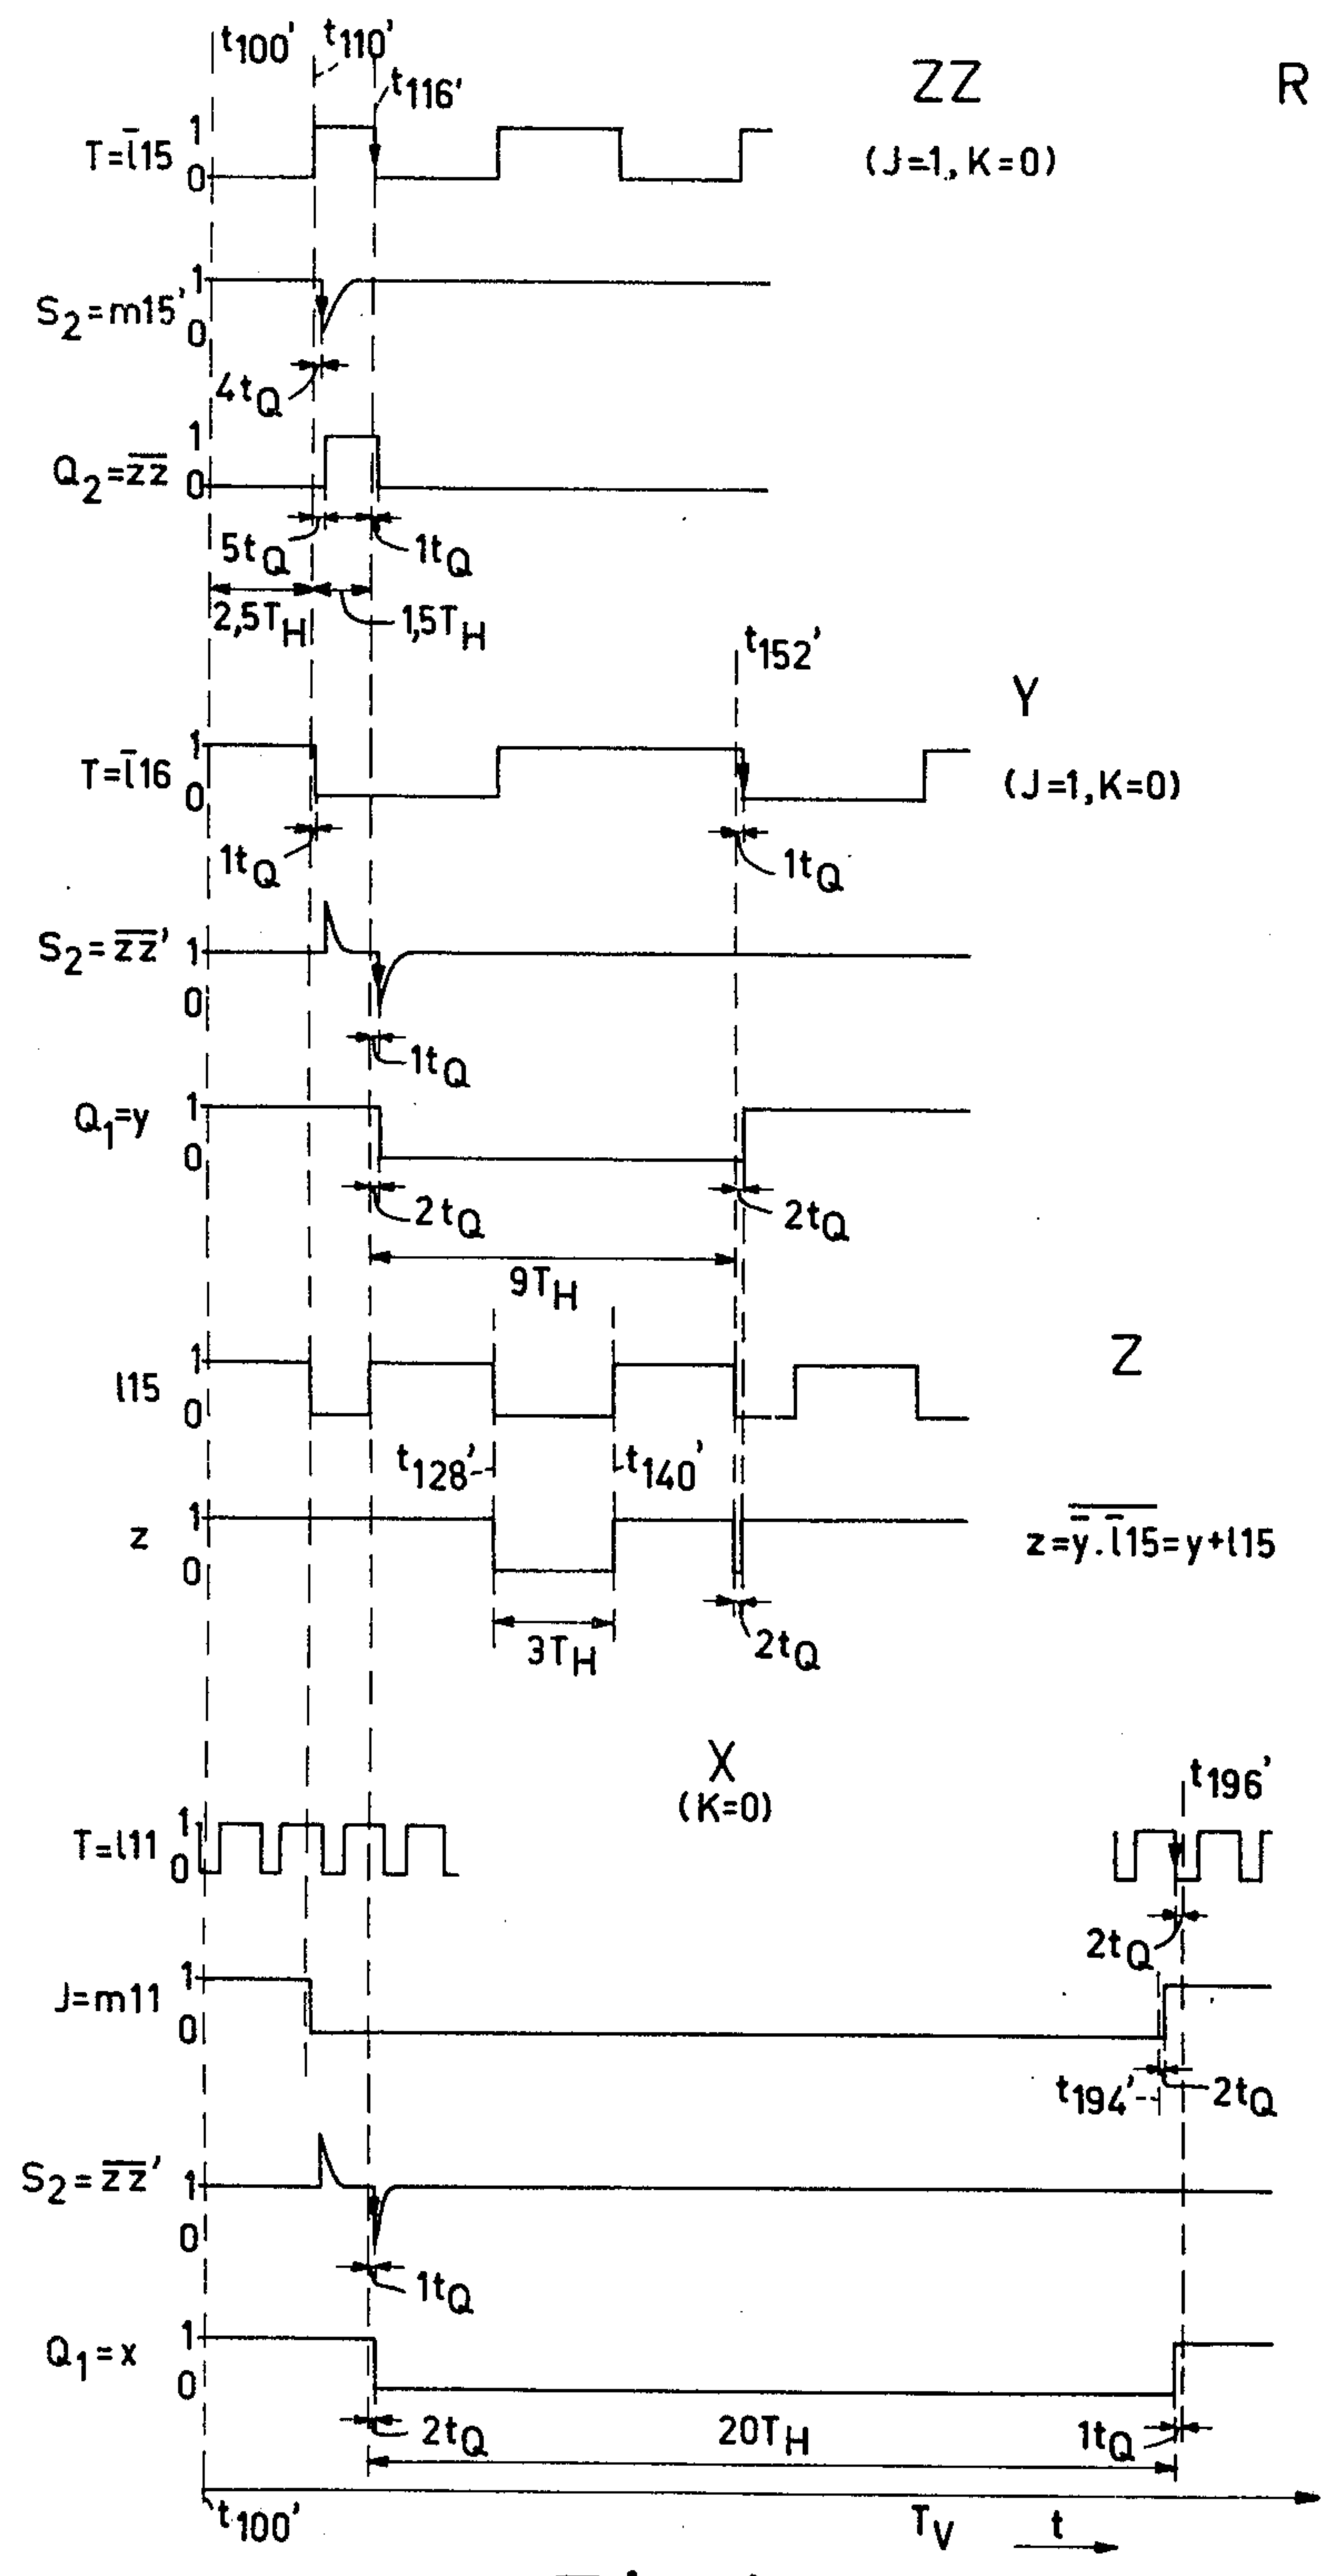 t100' t110'
ZZ R
t116'
1
T=l̅15
0
(J=1, K=0)
1
S2=m15'
0
4tQ
1
Q2=z̅z̅
0
5tQ 1tQ
2,5TH 1,5TH
t152'
Y
1
T=l̅16
0
(J=1,K=0)
1tQ 1tQ
S2=z̅z̅' 1
0
1tQ
1
Q1=y
0
2tQ 2tQ
9TH
Z
1
l15
0
t128' t140'
1
z
0
z=y̅.l̅15=y+l15
3TH 2tQ
X
(K=0)
t196'
1
T=l11
0
2tQ
1
J=m11
0
t194' 2tQ
S2=z̅z̅' 1
0
1tQ
1
Q1=x
0
2tQ 20TH 1tQ
t100' TV t